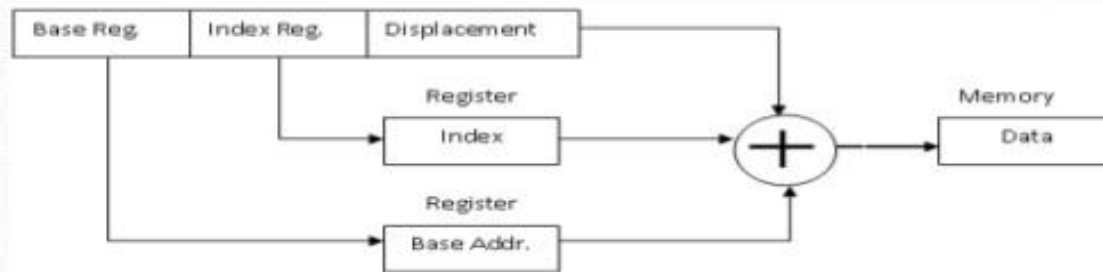 Base Reg. Index Reg. Displacement
Register Memory
Index Data
Register
Base Addr.